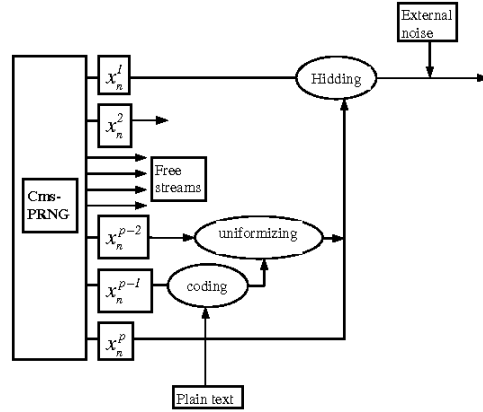 External
noise
Hidding
x_n^1
x_n^2
Free
streams
Cms-
PRNG
x_n^{p-2}
uniformizing
x_n^{p-1}
coding
x_n^p
Plain text